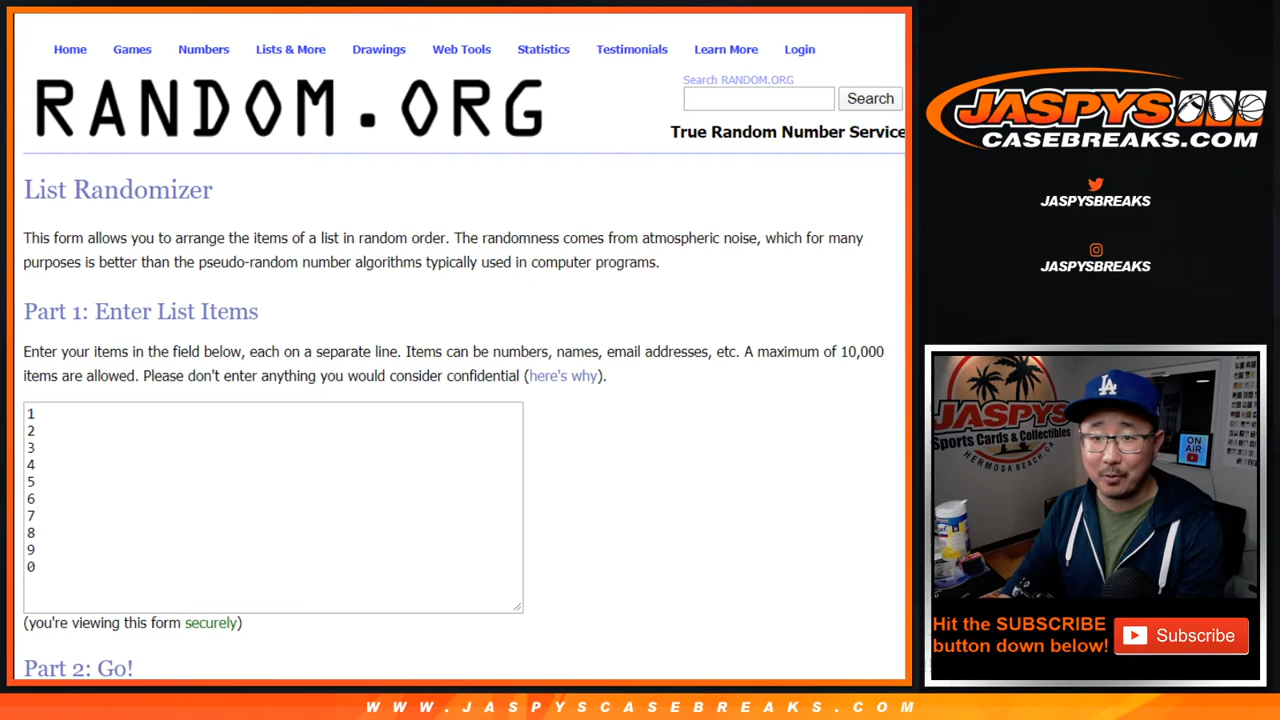 Home Games Numbers Lists & More Drawings Web Tools Statistics Testimonials Learn More Login
RANDOM.ORG
Search RANDOM.ORG
Search
True Random Number Service
List Randomizer
This form allows you to arrange the items of a list in random order. The randomness comes from atmospheric noise, which for many
purposes is better than the pseudo-random number algorithms typically used in computer programs.
Part 1: Enter List Items
Enter your items in the field below, each on a separate line. Items can be numbers, names, email addresses, etc. A maximum of 10,000
items are allowed. Please don't enter anything you would consider confidential (here's why).
1
2
3
4
5
6
7
8
9
0
(you're viewing this form securely)
Part 2: Go!
JASPYS
CASEBREAKS.COM
JASPYSBREAKS
JASPYSBREAKS
JASPYS
Sports Cards & Collectibles
HERMOSA BEACH, CA
LA
ON
AIR
Hit the SUBSCRIBE
button down below!
Subscribe
WWW.JASPYSCASEBREAKS.COM